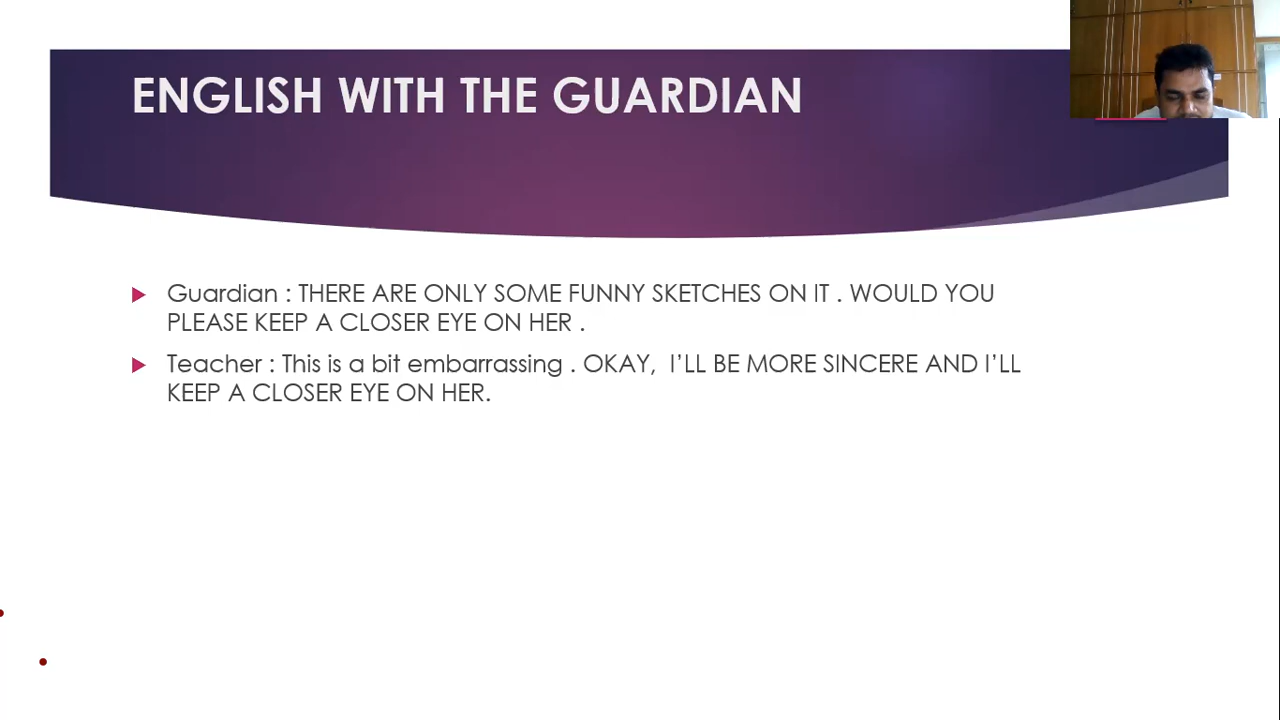 ENGLISH WITH THE GUARDIAN
Guardian : THERE ARE ONLY SOME FUNNY SKETCHES ON IT . WOULD YOU
PLEASE KEEP A CLOSER EYE ON HER .
Teacher : This is a bit embarrassing . OKAY, I'LL BE MORE SINCERE AND I'LL
KEEP A CLOSER EYE ON HER.